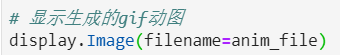 # 显示生成的gif动图
display.Image(filename=anim_file)